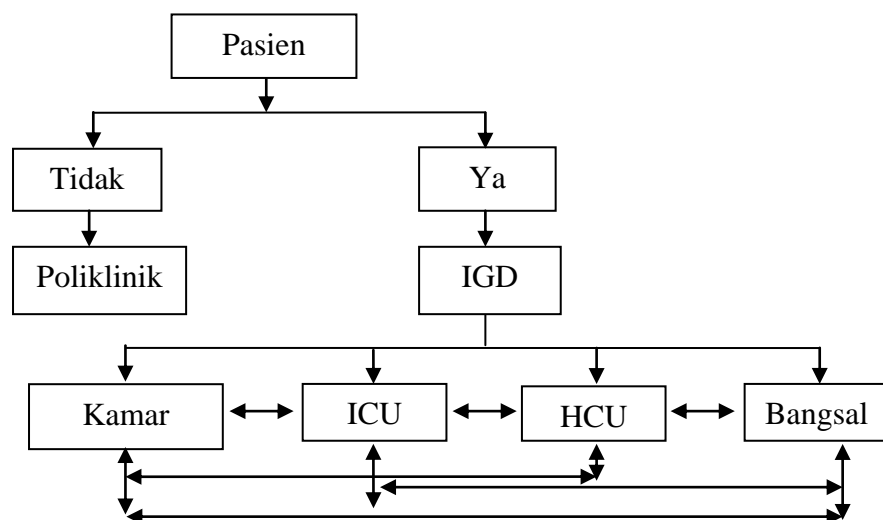 Pasien
Tidak
Ya
Poliklinik
IGD
Kamar
ICU
HCU
Bangsal